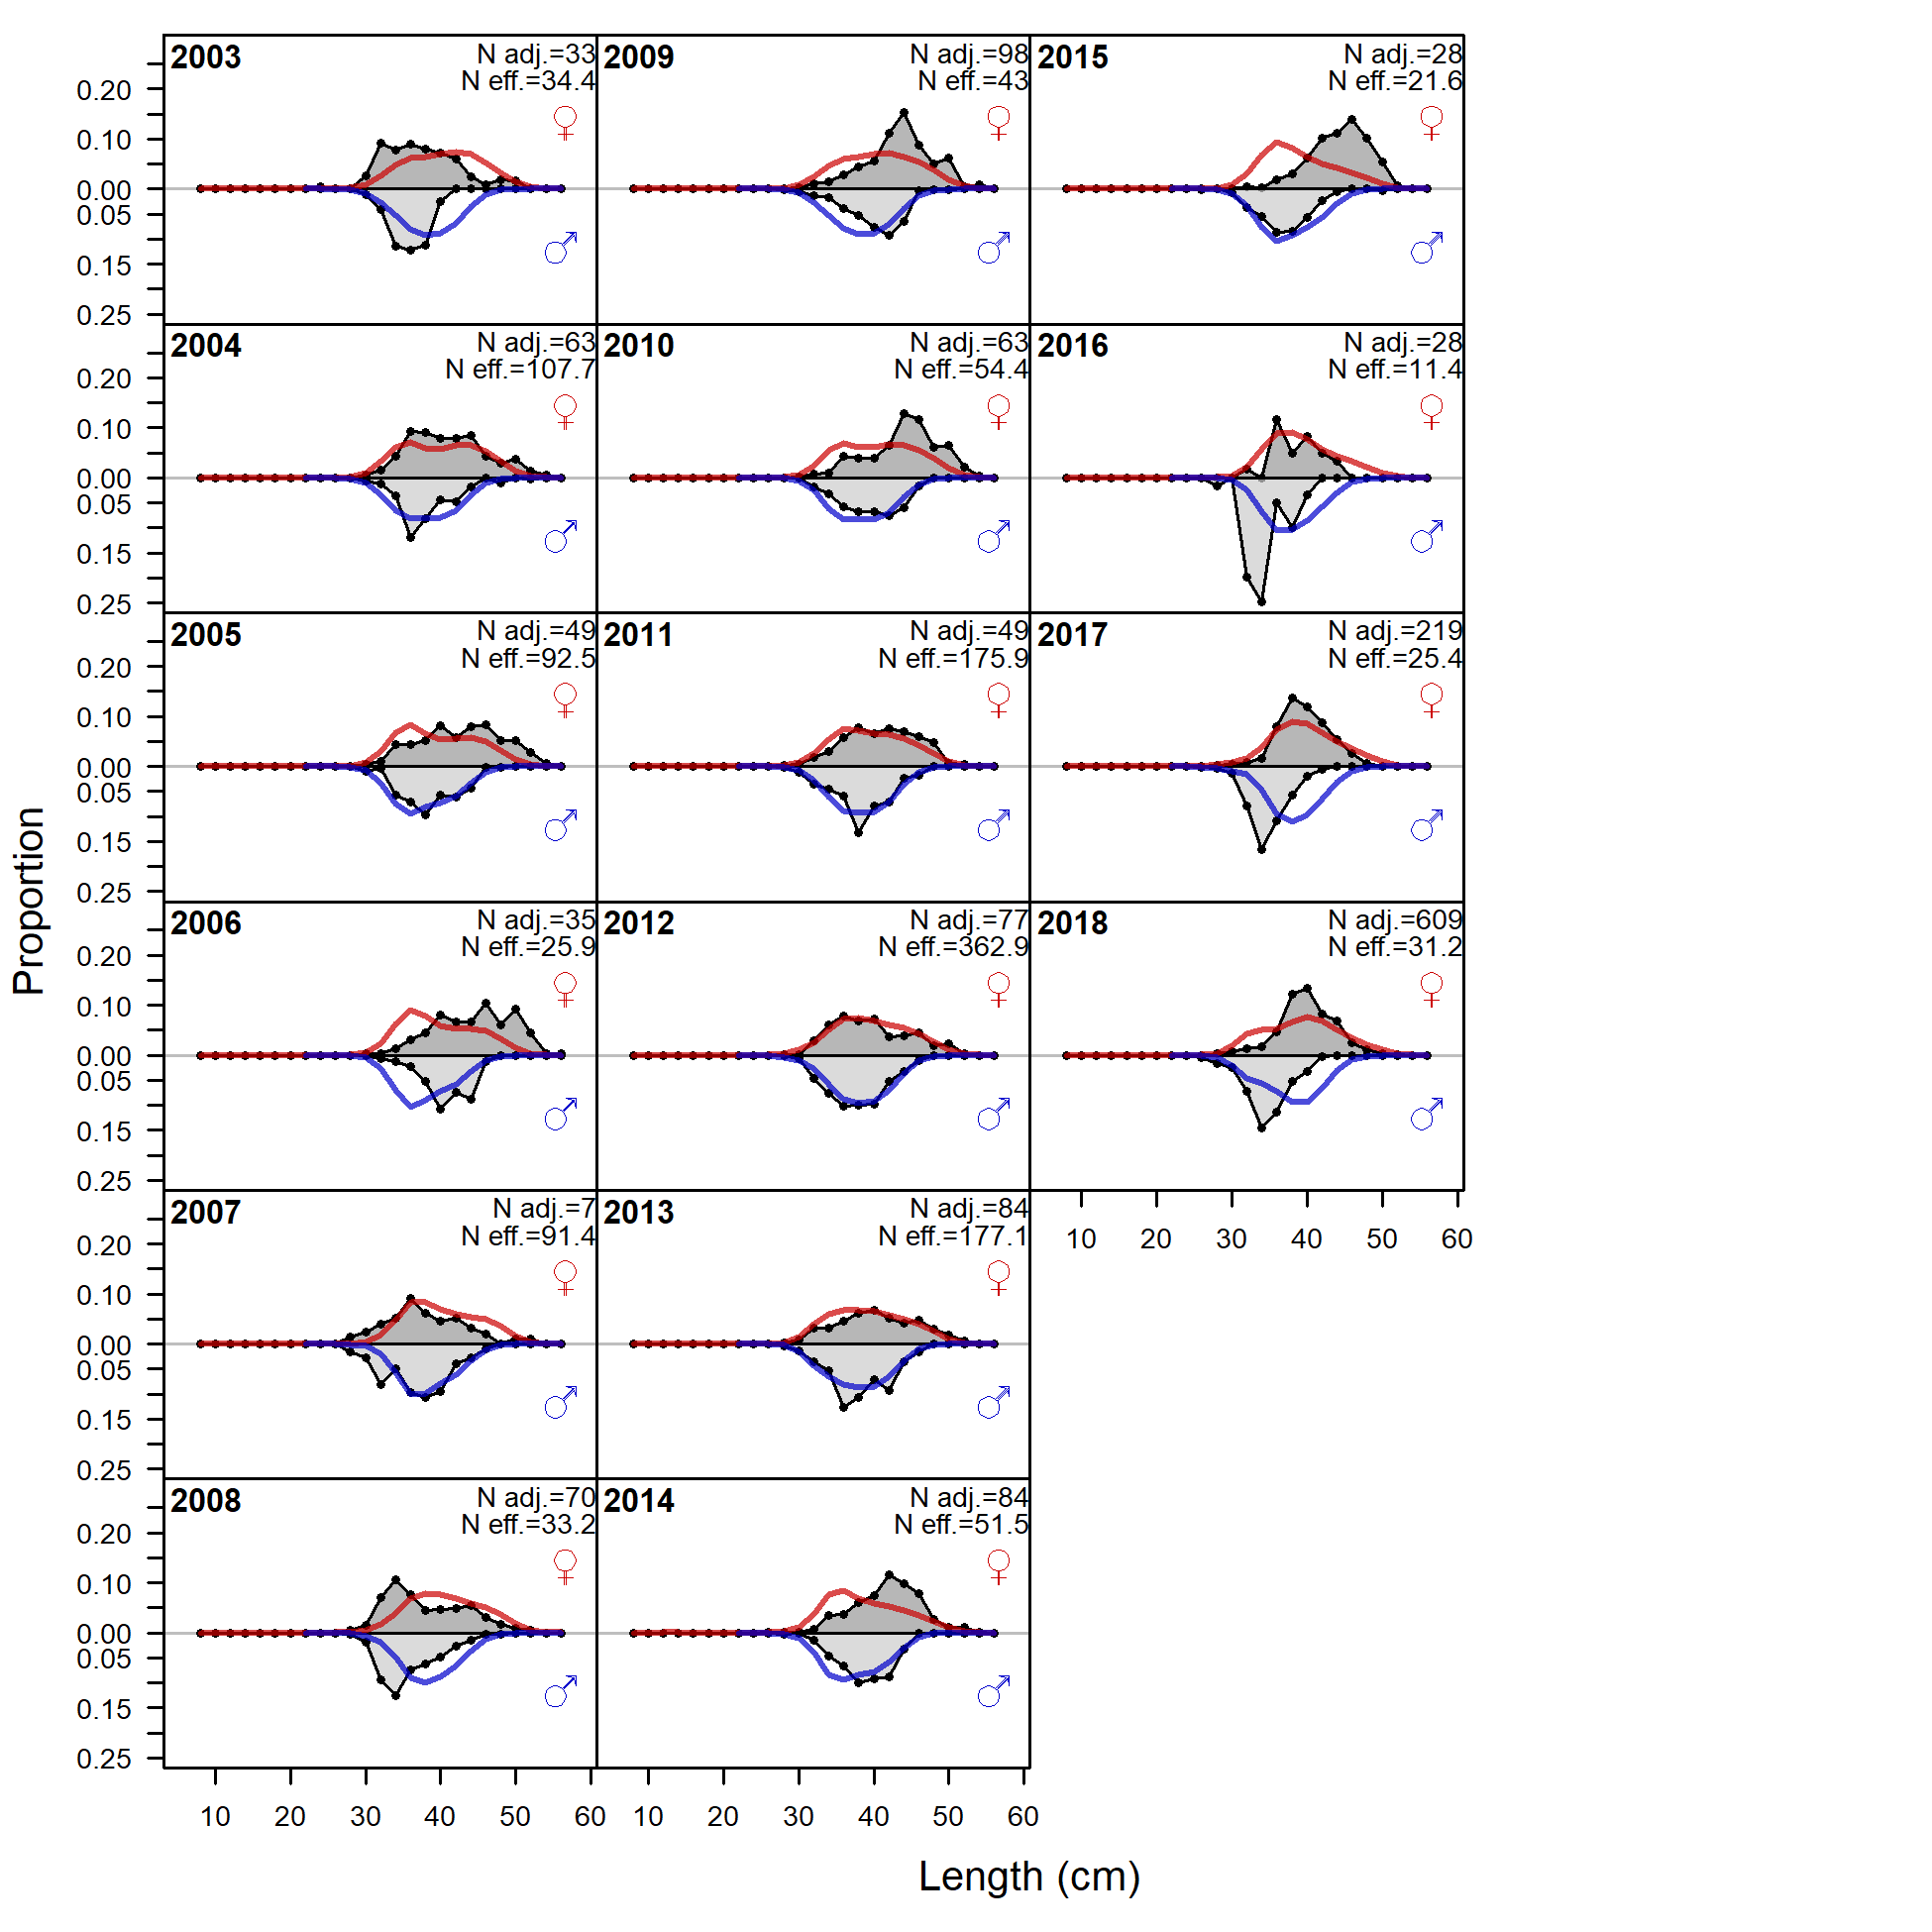 Proportion
2003
N adj.=33
N eff.=34.4
0.20
0.10
0.00
0.05
0.15
0.25
2009
N adj.=98
N eff.=43
2015
N adj.=28
N eff.=21.6
2004
N adj.=63
N eff.=107.7
0.20
0.10
0.00
0.05
0.15
0.25
2010
N adj.=63
N eff.=54.4
2016
N adj.=28
N eff.=11.4
2005
N adj.=49
N eff.=92.5
0.20
0.10
0.00
0.05
0.15
0.25
2011
N adj.=49
N eff.=175.9
2017
N adj.=219
N eff.=25.4
2006
N adj.=35
N eff.=25.9
0.20
0.10
0.00
0.05
0.15
0.25
2012
N adj.=77
N eff.=362.9
2018
N adj.=609
N eff.=31.2
10 20 30 40 50 60
2007
N adj.=7
N eff.=91.4
0.20
0.10
0.00
0.05
0.15
0.25
2013
N adj.=84
N eff.=177.1
2008
N adj.=70
N eff.=33.2
0.20
0.10
0.00
0.05
0.15
0.25
2014
N adj.=84
N eff.=51.5
10 20 30 40 50 60 10 20 30 40 50 60
Length (cm)